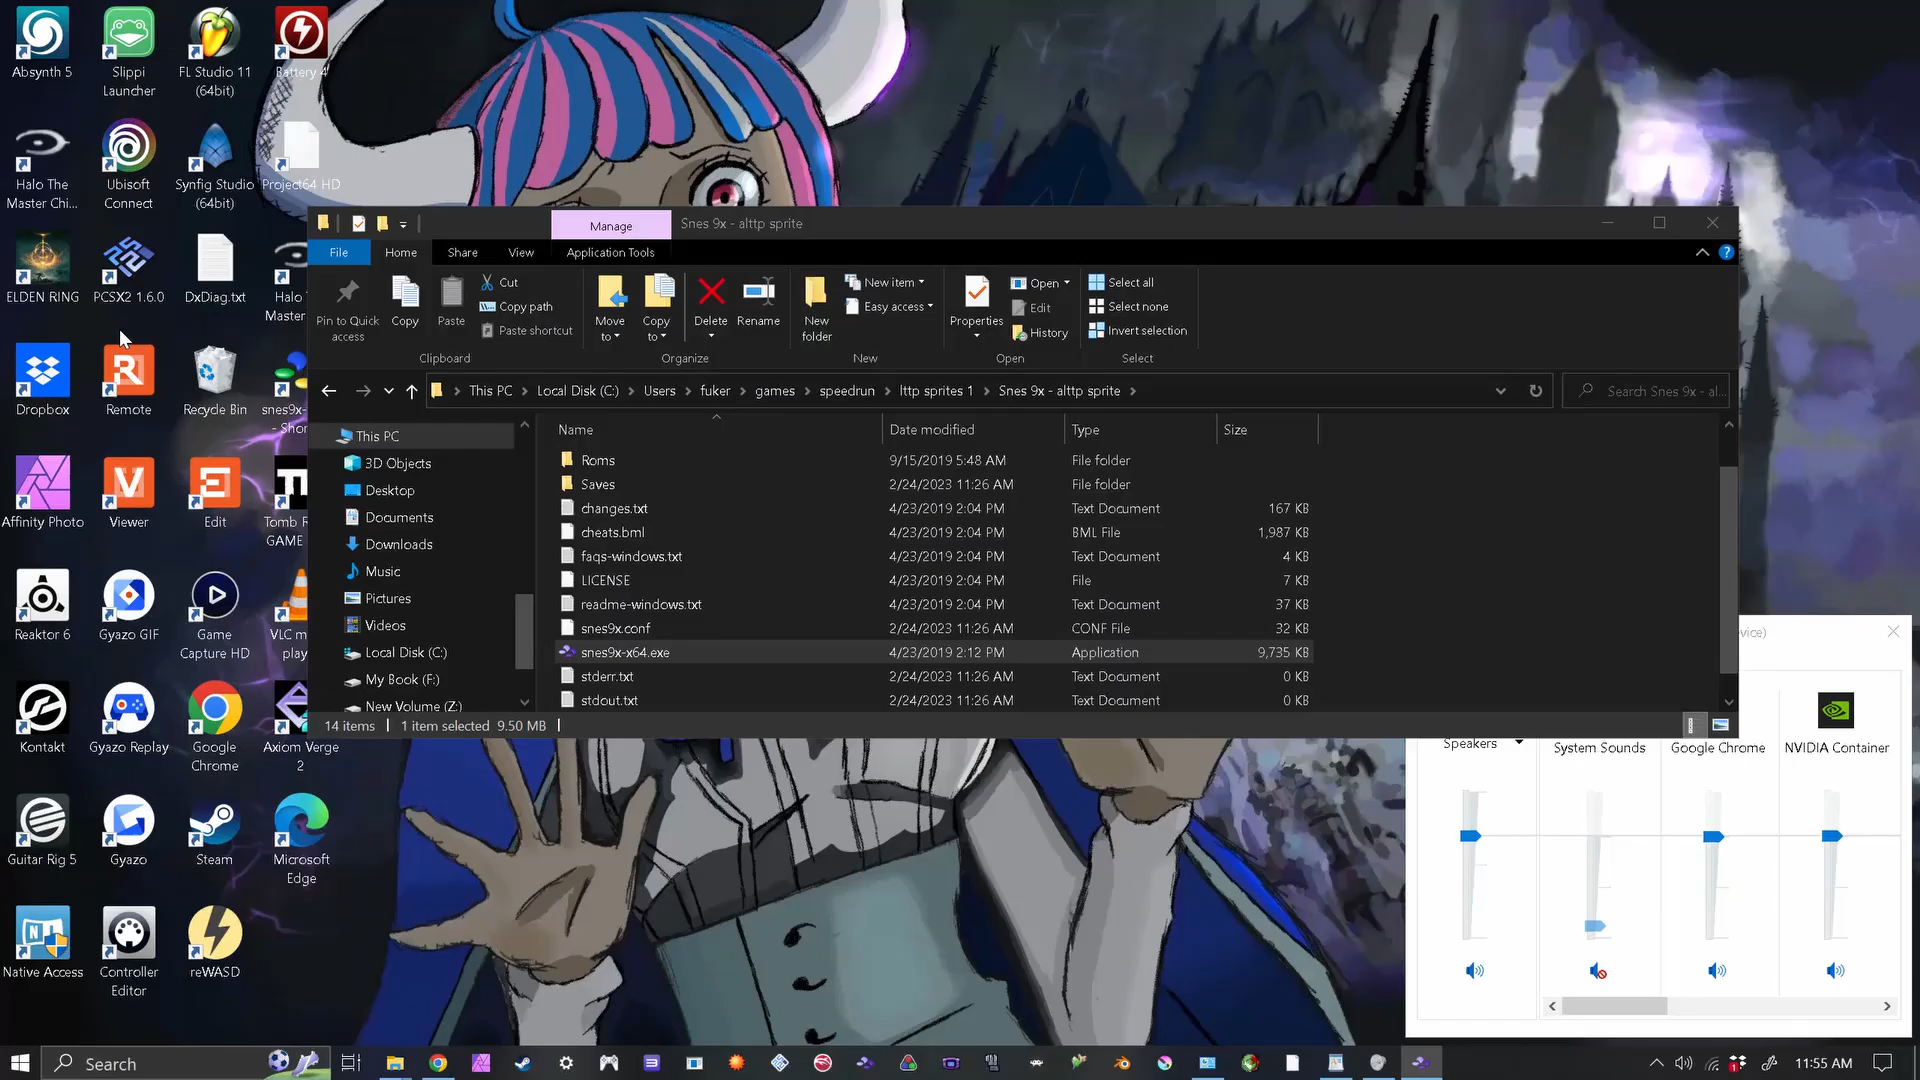 Absynth 5
Slippi
Launcher
FL Studio 11
(64bit)
Battery 4
Halo The
Master Chi...
Ubisoft
Connect
Synfig Studio
(64bit)
Project64 HD
ELDEN RING
PCSX2 1.6.0
DxDiag.txt
Dropbox
Remote
Recycle Bin
Affinity Photo
Viewer
Edit
Reaktor 6
Gyazo GIF
Game
Capture HD
Kontakt
Gyazo Replay
Google
Chrome
Axiom Verge
2
Guitar Rig 5
Gyazo
Steam
Microsoft
Edge
Native Access
Controller
Editor
reWASD
Manage
Snes 9x - alttp sprite
File
Home
Share
View
Application Tools
Pin to Quick
access
Copy
Paste
Cut
Copy path
Paste shortcut
Move
to
Copy
to
Delete
Rename
New
folder
New item
Easy access
Properties
Open
Edit
History
Select all
Select none
Invert selection
Clipboard
Organize
New
Open
Select
This PC > Local Disk (C:) > Users > fuker > games > speedrun > lttp sprites 1 > Snes 9x - alttp sprite >
Search Snes 9x - al...
This PC
3D Objects
Desktop
Documents
Downloads
Music
Pictures
Videos
Local Disk (C:)
My Book (F:)
New Volume (Z:)
Name Date modified Type Size
Roms 9/15/2019 5:48 AM File folder
Saves 2/24/2023 11:26 AM File folder
changes.txt 4/23/2019 2:04 PM Text Document 167 KB
cheats.bml 4/23/2019 2:04 PM BML File 1,987 KB
faqs-windows.txt 4/23/2019 2:04 PM Text Document 4 KB
LICENSE 4/23/2019 2:04 PM File 7 KB
readme-windows.txt 4/23/2019 2:04 PM Text Document 37 KB
snes9x.conf 2/24/2023 11:26 AM CONF File 32 KB
snes9x-x64.exe 4/23/2019 2:12 PM Application 9,735 KB
stderr.txt 2/24/2023 11:26 AM Text Document 0 KB
stdout.txt 2/24/2023 11:26 AM Text Document 0 KB
14 items
1 item selected 9.50 MB
Speakers
System Sounds
Google Chrome
NVIDIA Container
Search
11:55 AM